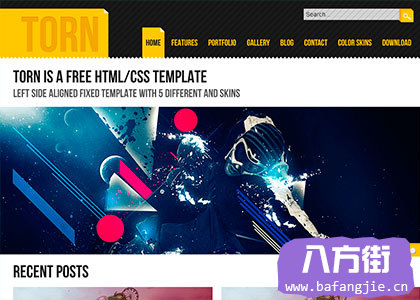 TORN
Search...
HOME FEATURES PORTFOLIO GALLERY BLOG CONTACT COLOR SKINS DOWNLOAD
TORN IS A FREE HTML/CSS TEMPLATE
LEFT SIDE ALIGNED FIXED TEMPLATE WITH 5 DIFFERENT AND SKINS
RECENT POSTS
八方街
www.bafangjie.cn